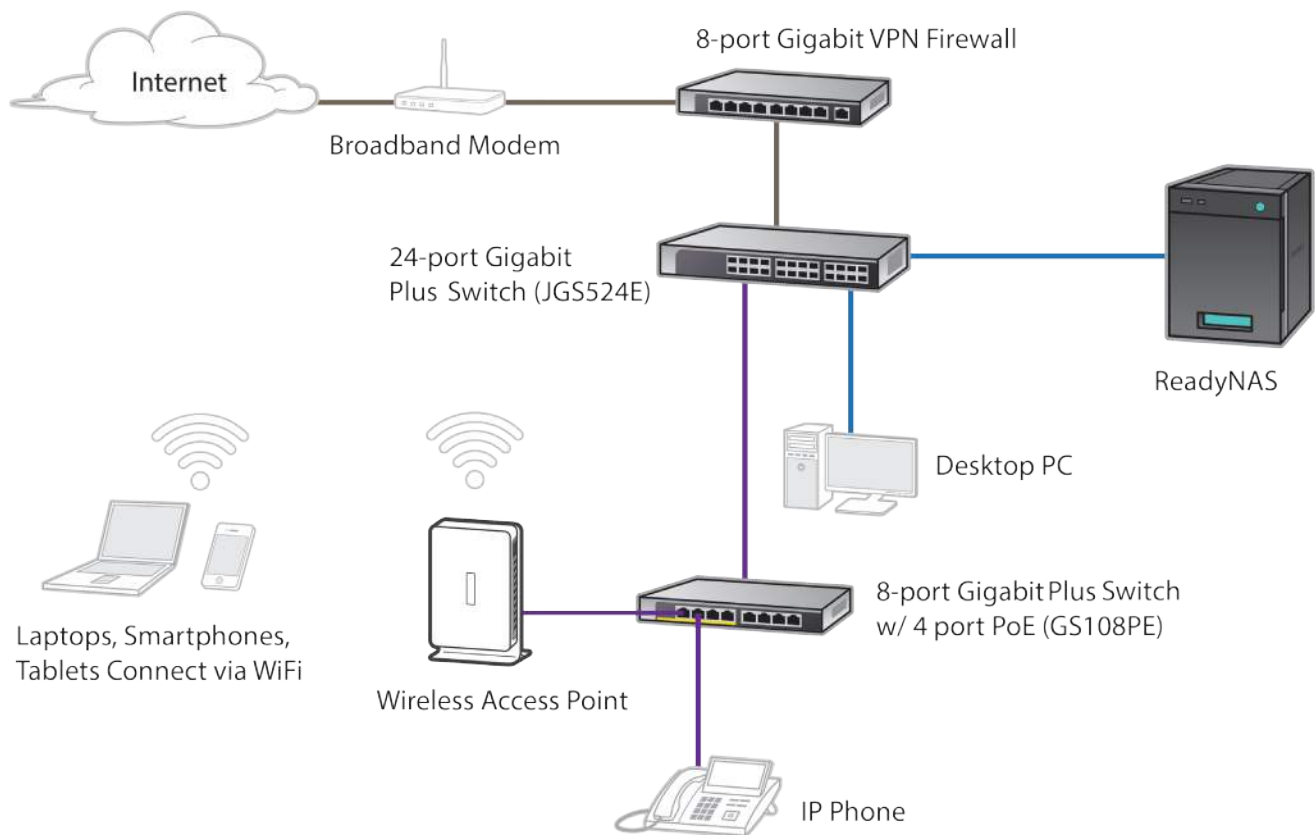 8-port Gigabit VPN Firewall
Internet
Broadband Modem
24-port Gigabit
Plus Switch (JGS524E)
ReadyNAS
Desktop PC
8-port Gigabit Plus Switch
w/ 4 port PoE (GS108PE)
Laptops, Smartphones,
Tablets Connect via WiFi
Wireless Access Point
IP Phone